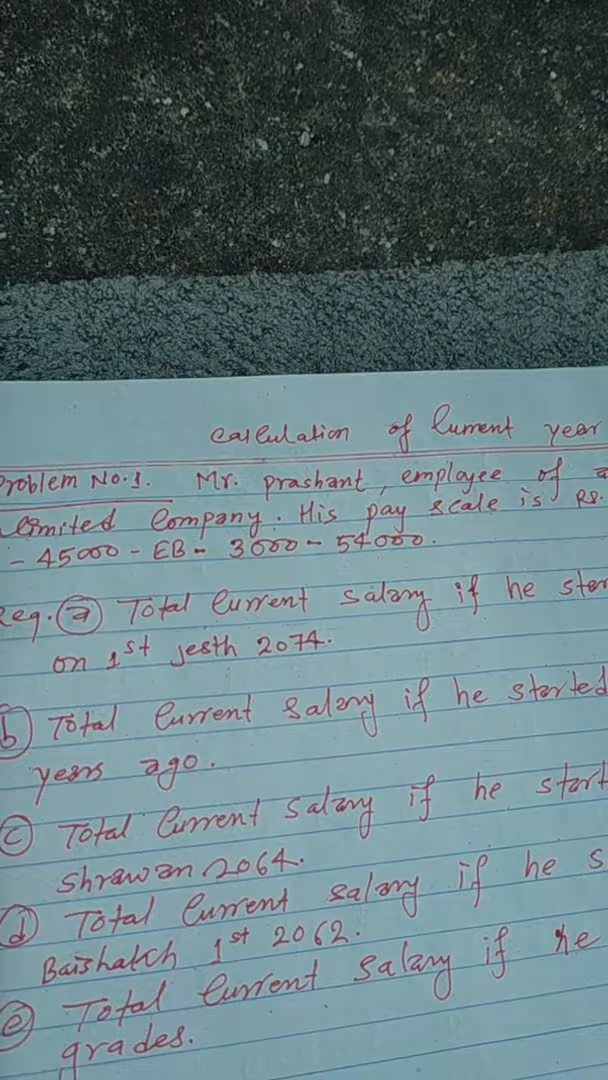 Calculation of Current year
Problem No.1. Mr. prashant, employee of a
limited Company. His pay scale is Rs.
- 45000 - EB - 3000 - 54000.
Req. (a) Total Current salary if he star
on 1st jesth 2074.
(b) Total Current salary if he started
years ago.
(c) Total Current salary if he start
Shrawan 2064.
(d) Total Current salary if he s
Baishakh 1st 2062.
(e) Total Current salary if he
grades.